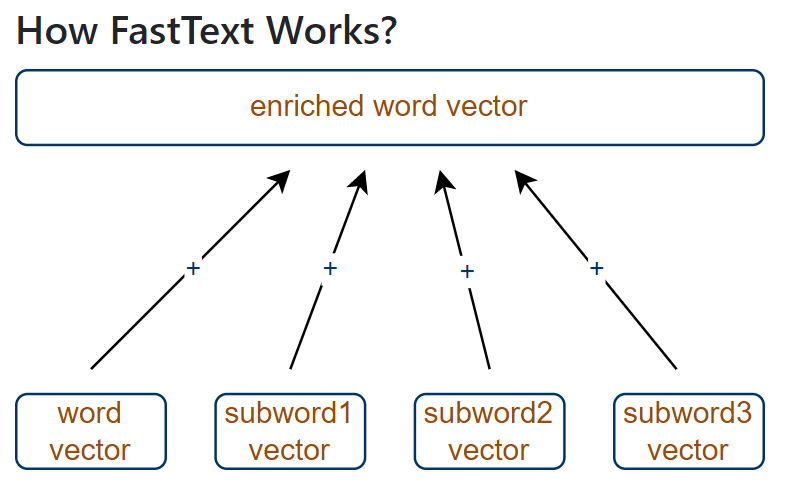 How FastText Works?
enriched word vector
+ + + +
word
vector
subword1
vector
subword2
vector
subword3
vector